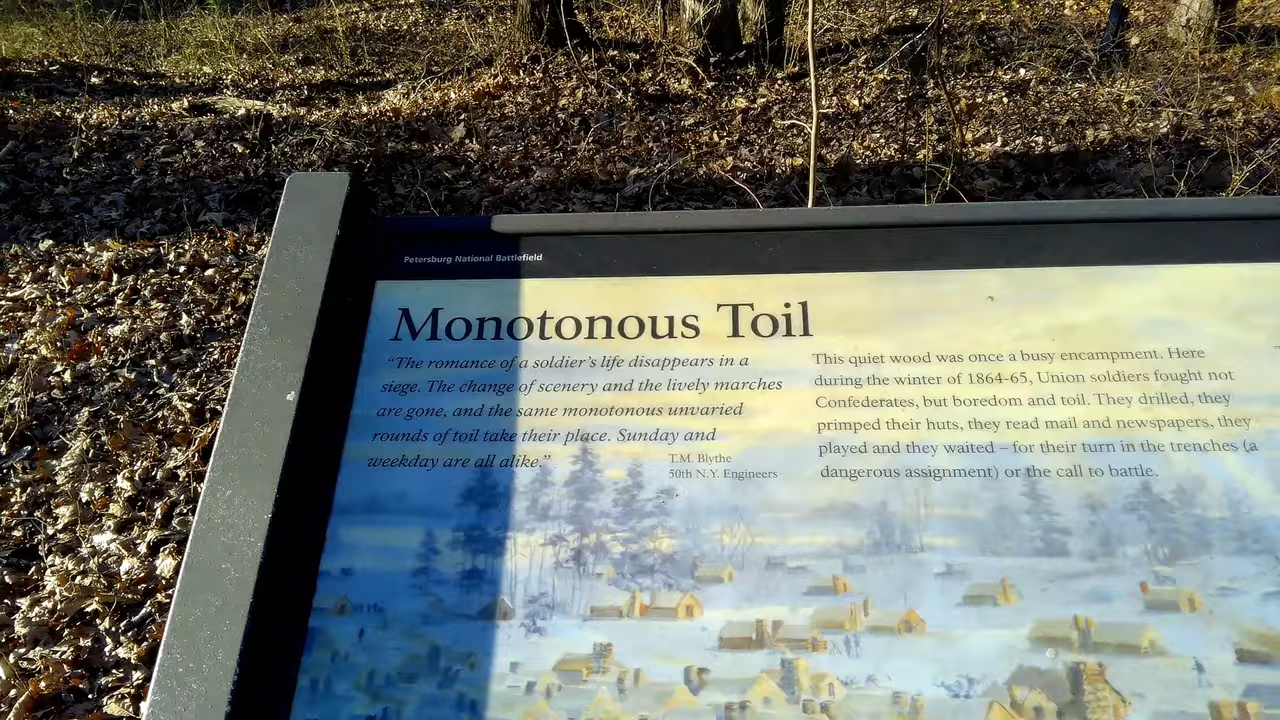 Petersburg National Battlefield
Monotonous Toil
“The romance of a soldier’s life disappears in a
siege. The change of scenery and the lively marches
are gone, and the same monotonous unvaried
rounds of toil take their place. Sunday and
weekday are all alike.”
T.M. Blythe
50th N.Y. Engineers
This quiet wood was once a busy encampment. Here
during the winter of 1864-65, Union soldiers fought not
Confederates, but boredom and toil. They drilled, they
primped their huts, they read mail and newspapers, they
played and they waited – for their turn in the trenches (a
dangerous assignment) or the call to battle.